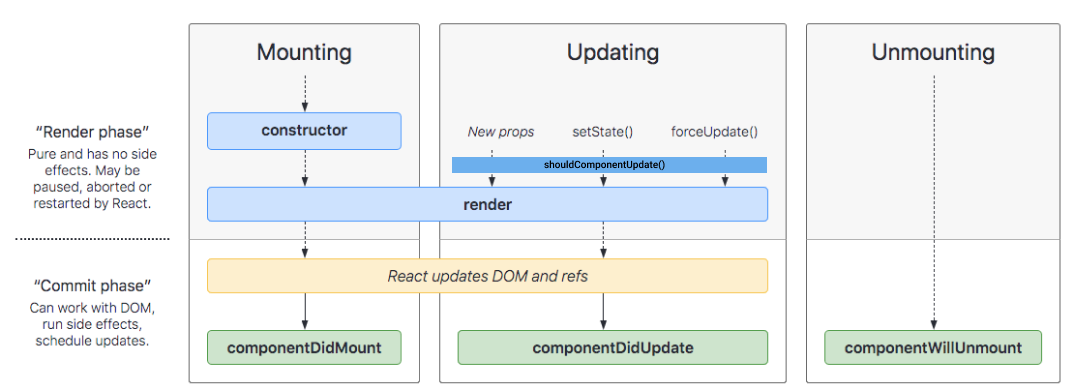 Mounting
Updating
Unmounting
“Render phase”
Pure and has no side
effects. May be
paused, aborted or
restarted by React.
constructor
New props
setState()
forceUpdate()
shouldComponentUpdate()
render
“Commit phase”
Can work with DOM,
run side effects,
schedule updates.
React updates DOM and refs
componentDidMount
componentDidUpdate
componentWillUnmount